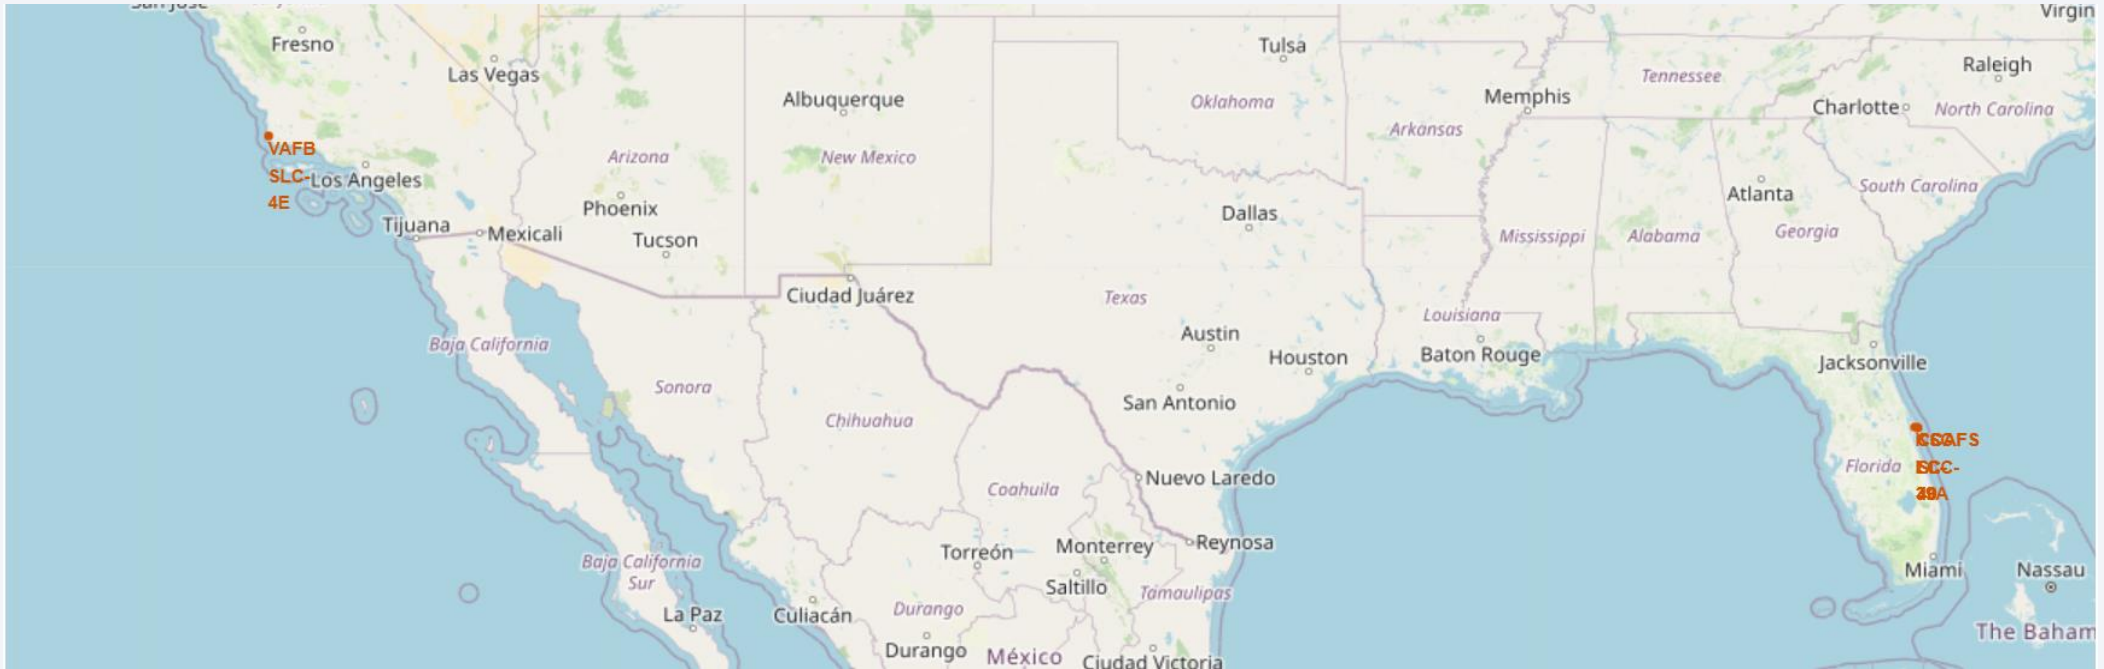 San José
Virgin
Fresno
Tulsa
Las Vegas
Raleigh
Tennessee
Memphis
Albuquerque
Oklahoma
Charlotte
North Carolina
Arkansas
VAFB
Arizona
New Mexico
SLC-
Los Angeles
South Carolina
Atlanta
4E
Phoenix
Dallas
Tijuana
Mexicali
Tucson
Mississippi
Alabama
Georgia
Ciudad Juárez
Texas
Louisiana
Austin
Baja California
Houston
Baton Rouge
Jacksonville
Sonora
San Antonio
Chihuahua
Florida
Nuevo Laredo
Coahuila
Reynosa
Torreón
Monterrey
Baja California
Sur
Miami
Nassau
Saltillo
Tamaulipas
La Paz
Culiacán
Durango
The Baham
Durango
México
Ciudad Victoria